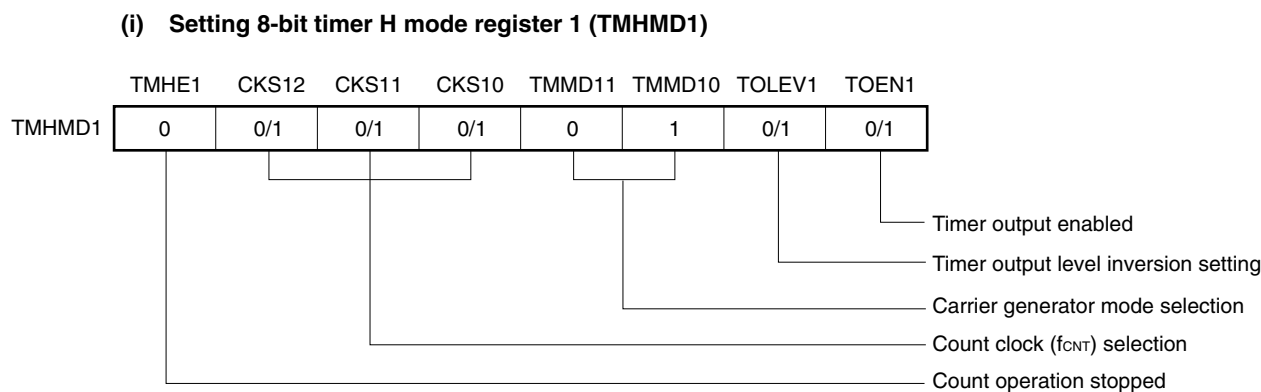 (i) Setting 8-bit timer H mode register 1 (TMHMD1)
TMHE1 CKS12 CKS11 CKS10 TMMD11 TMMD10 TOLEV1 TOEN1
TMHMD1 0 0/1 0/1 0/1 0 1 0/1 0/1
Timer output enabled
Timer output level inversion setting
Carrier generator mode selection
Count clock (fCNT) selection
Count operation stopped